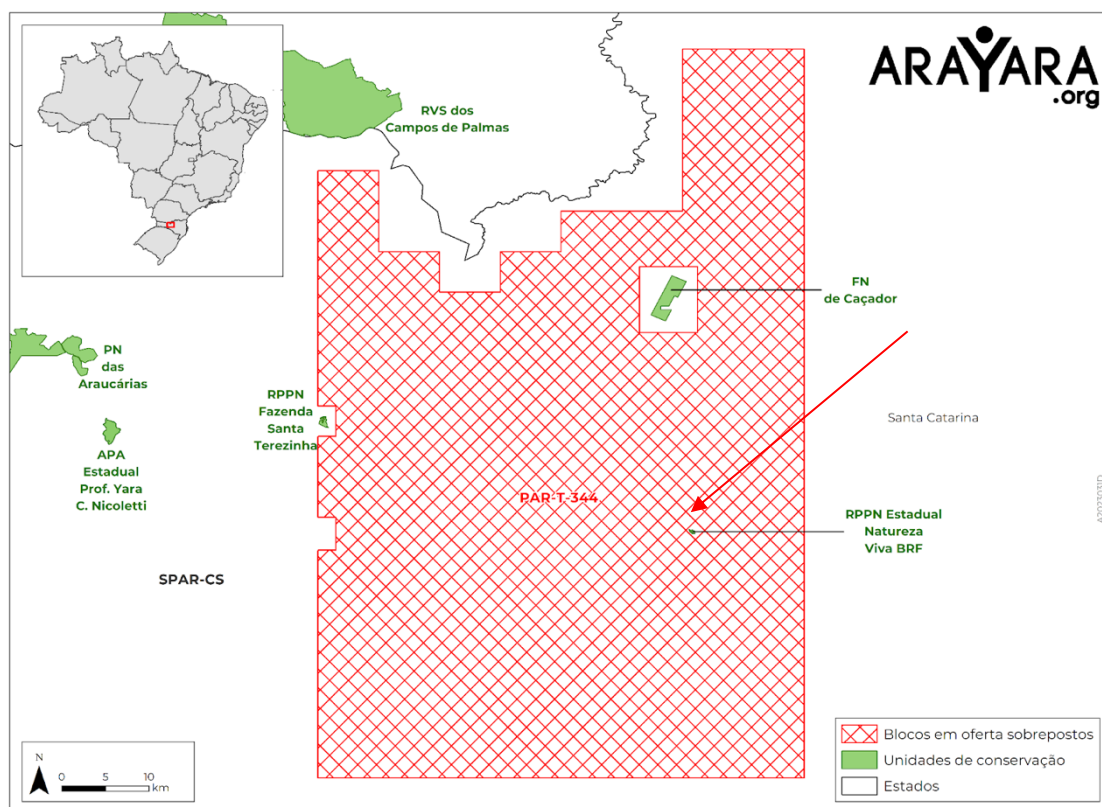 ARAYARA
.org
RVS dos
Campos de Palmas
FN
de Caçador
PN
das
Araucárias
RPPN
Fazenda
Santa
Terezinha
Santa Catarina
APA
Estadual
Prof. Yara
C. Nicoletti
PAR-T-344
RPPN Estadual
Natureza
Viva BRF
A2023031D
SPAR-CS
N
0 5 10
km
Blocos em oferta sobrepostos
Unidades de conservação
Estados